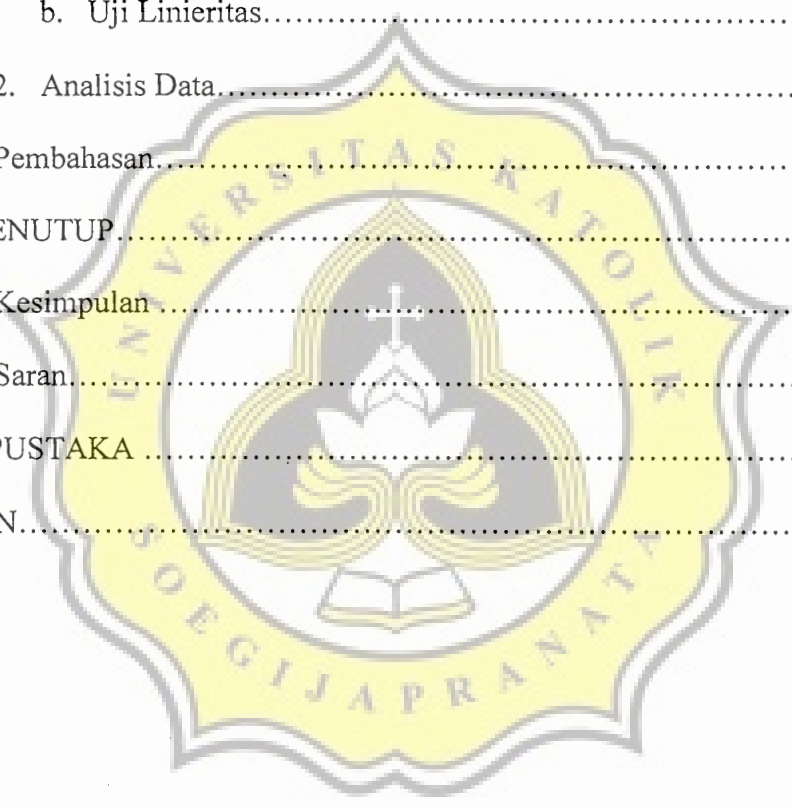 b. Uji Linieritas........................................
2. Analisis Data........................................
Pembahasan........................................
ENUTUP........................................
Kesimpulan ........................................
Saran........................................
PUSTAKA ........................................
N........................................
UNIVERSITAS KATOLIK
SOEGIJAPRANATA